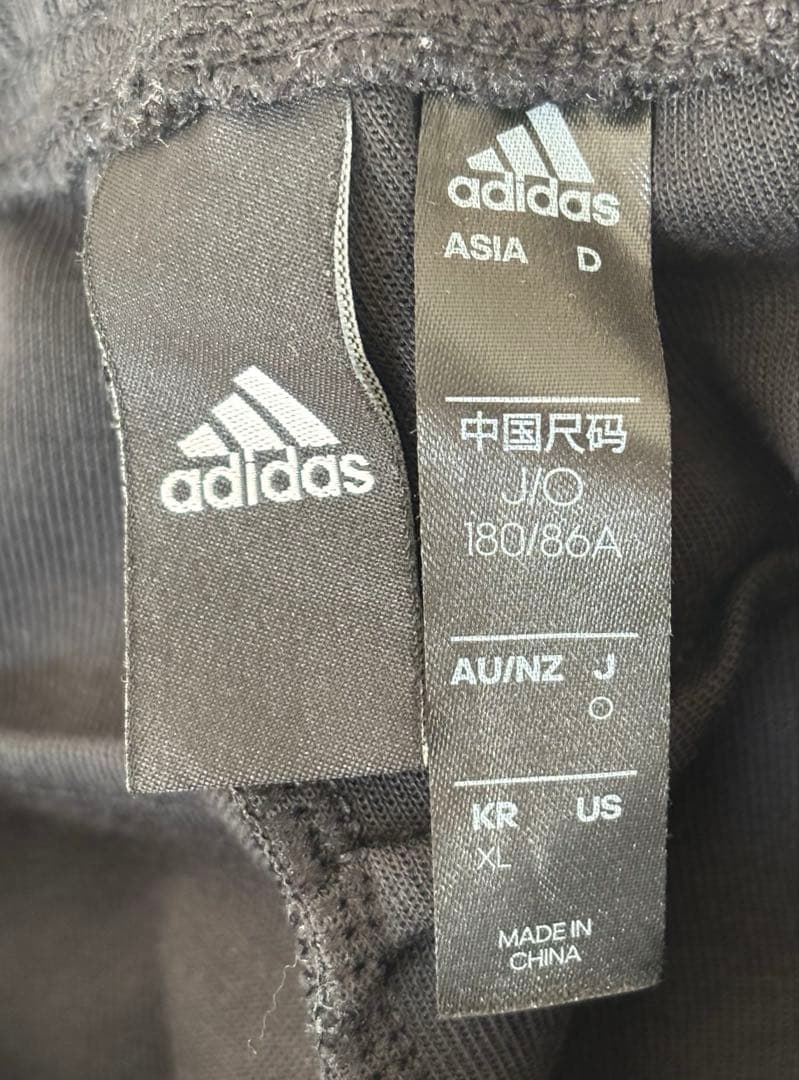 adidas
adidas
ASIA D
中国尺码
J/O
180/86A
AU/NZ J
O
KR US
XL
MADE IN
CHINA